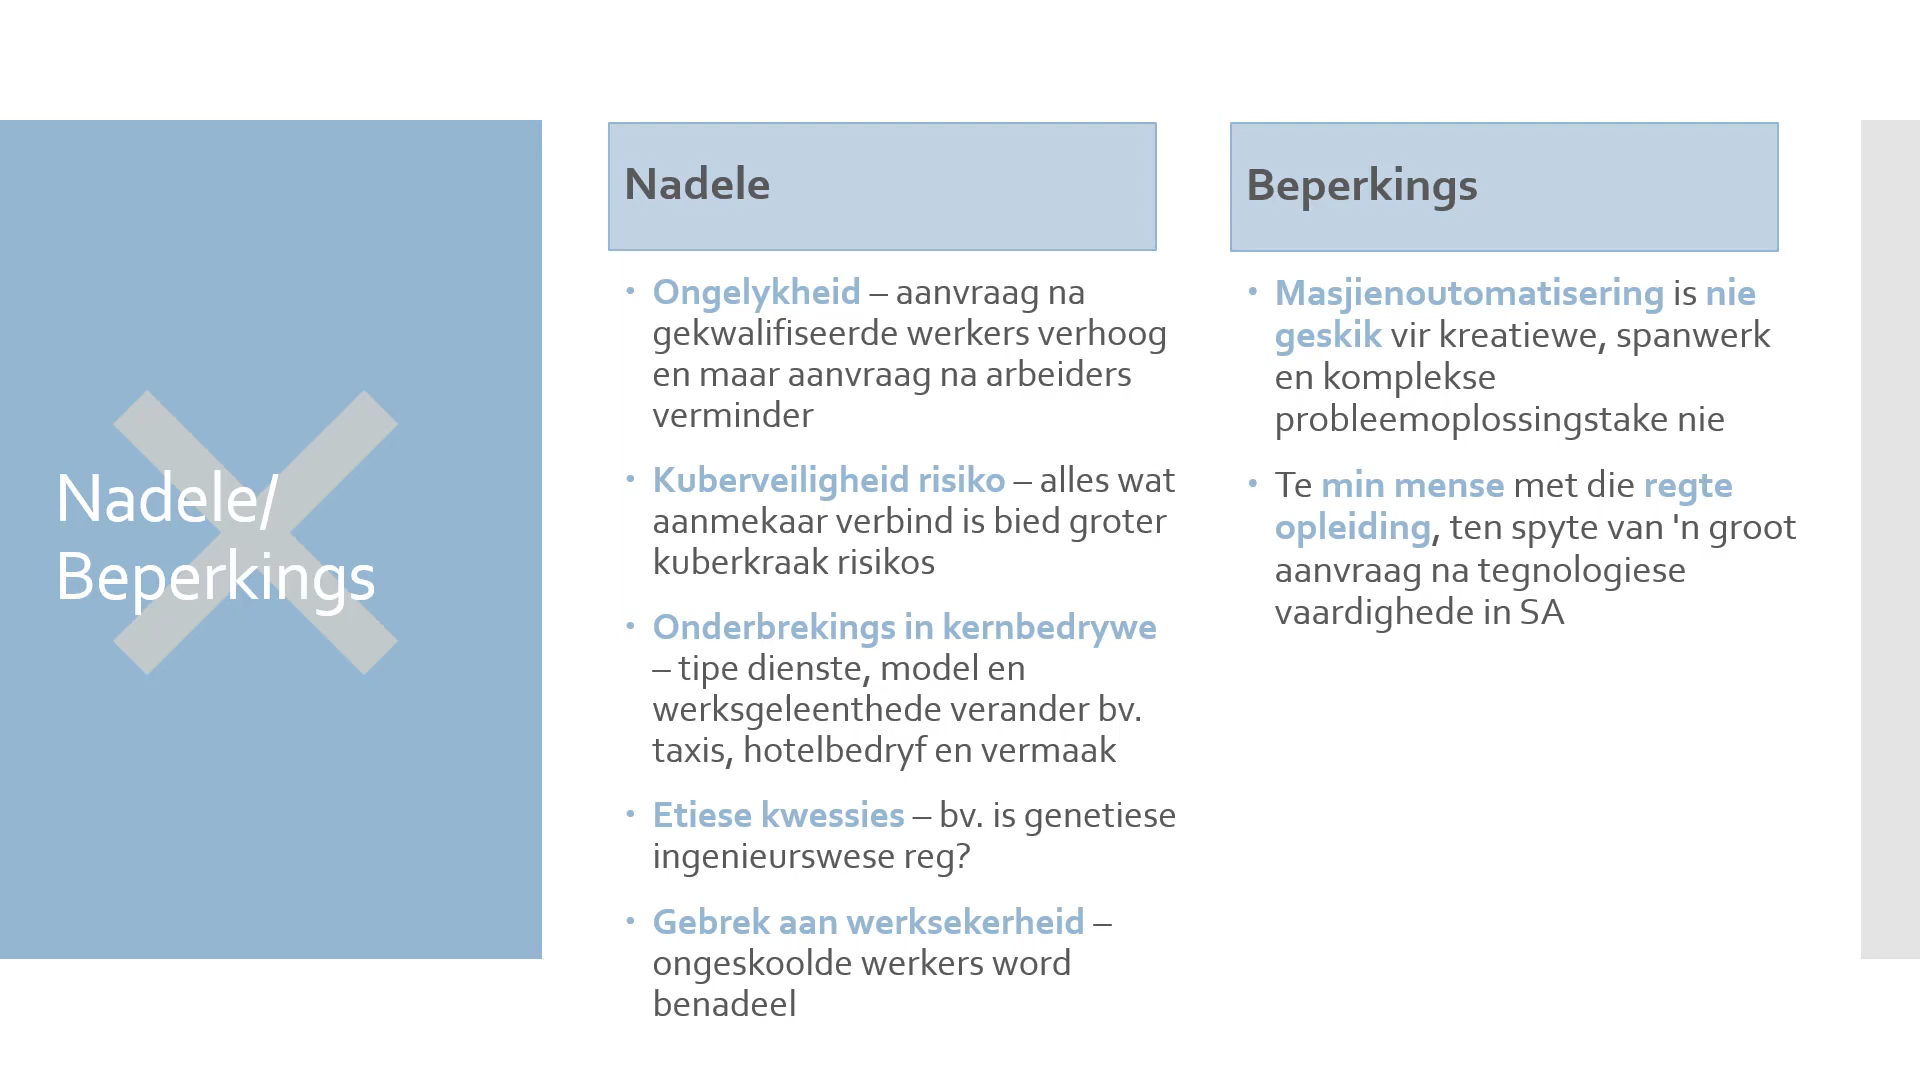 Nadele/
Beperkings
Nadele
• Ongelykheid – aanvraag na
gekwalifiseerde werkers verhoog
en maar aanvraag na arbeiders
verminder
• Kuberveiligheid risiko – alles wat
aanmekaar verbind is bied groter
kuberkraak risikos
• Onderbrekings in kernbedrywe
– tipe dienste, model en
werksgeleenthede verander bv.
taxis, hotelbedryf en vermaak
• Etiese kwessies – bv. is genetiese
ingenieurswese reg?
• Gebrek aan werksekerheid –
ongeskoolde werkers word
benadeel
Beperkings
• Masjienoutomatisering is nie
geskik vir kreatiewe, spanwerk
en komplekse
probleemoplossingstake nie
• Te min mense met die regte
opleiding, ten spyte van 'n groot
aanvraag na tegnologiese
vaardighede in SA